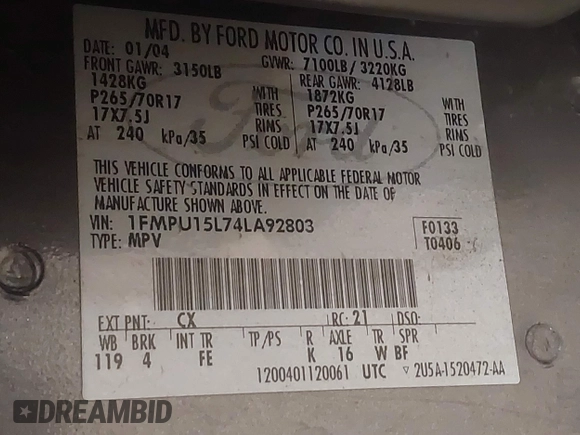 MFD. BY FORD MOTOR CO. IN U.S.A.
DATE: 01/04 GVWR: 7100LB/ 3220KG
FRONT GAWR: 3150LB REAR GAWR: 4128LB
1428KG WITH 1872KG WITH
P265/70R17 TIRES P265/70R17 TIRES
17X7.5J RIMS 17X7.5J RIMS
AT 240 kPa/35 PSI COLD AT 240 kPa/35 PSI COLD
THIS VEHICLE CONFORMS TO ALL APPLICABLE FEDERAL MOTOR
VEHICLE SAFETY STANDARDS IN EFFECT ON THE DATE OF
MANUFACTURE SHOWN ABOVE.
VIN: 1FMPU15L74LA92803 F0133
TYPE: MPV T0406
EXT PNT: CX RC: 21 DSO:
WB BRK INT TR TP/PS R AXLE TR SPR
119 4 FE K 16 W BF
1200401120061 UTC ▽ 2U5A-1520472-AA
Ford
DREAMBID